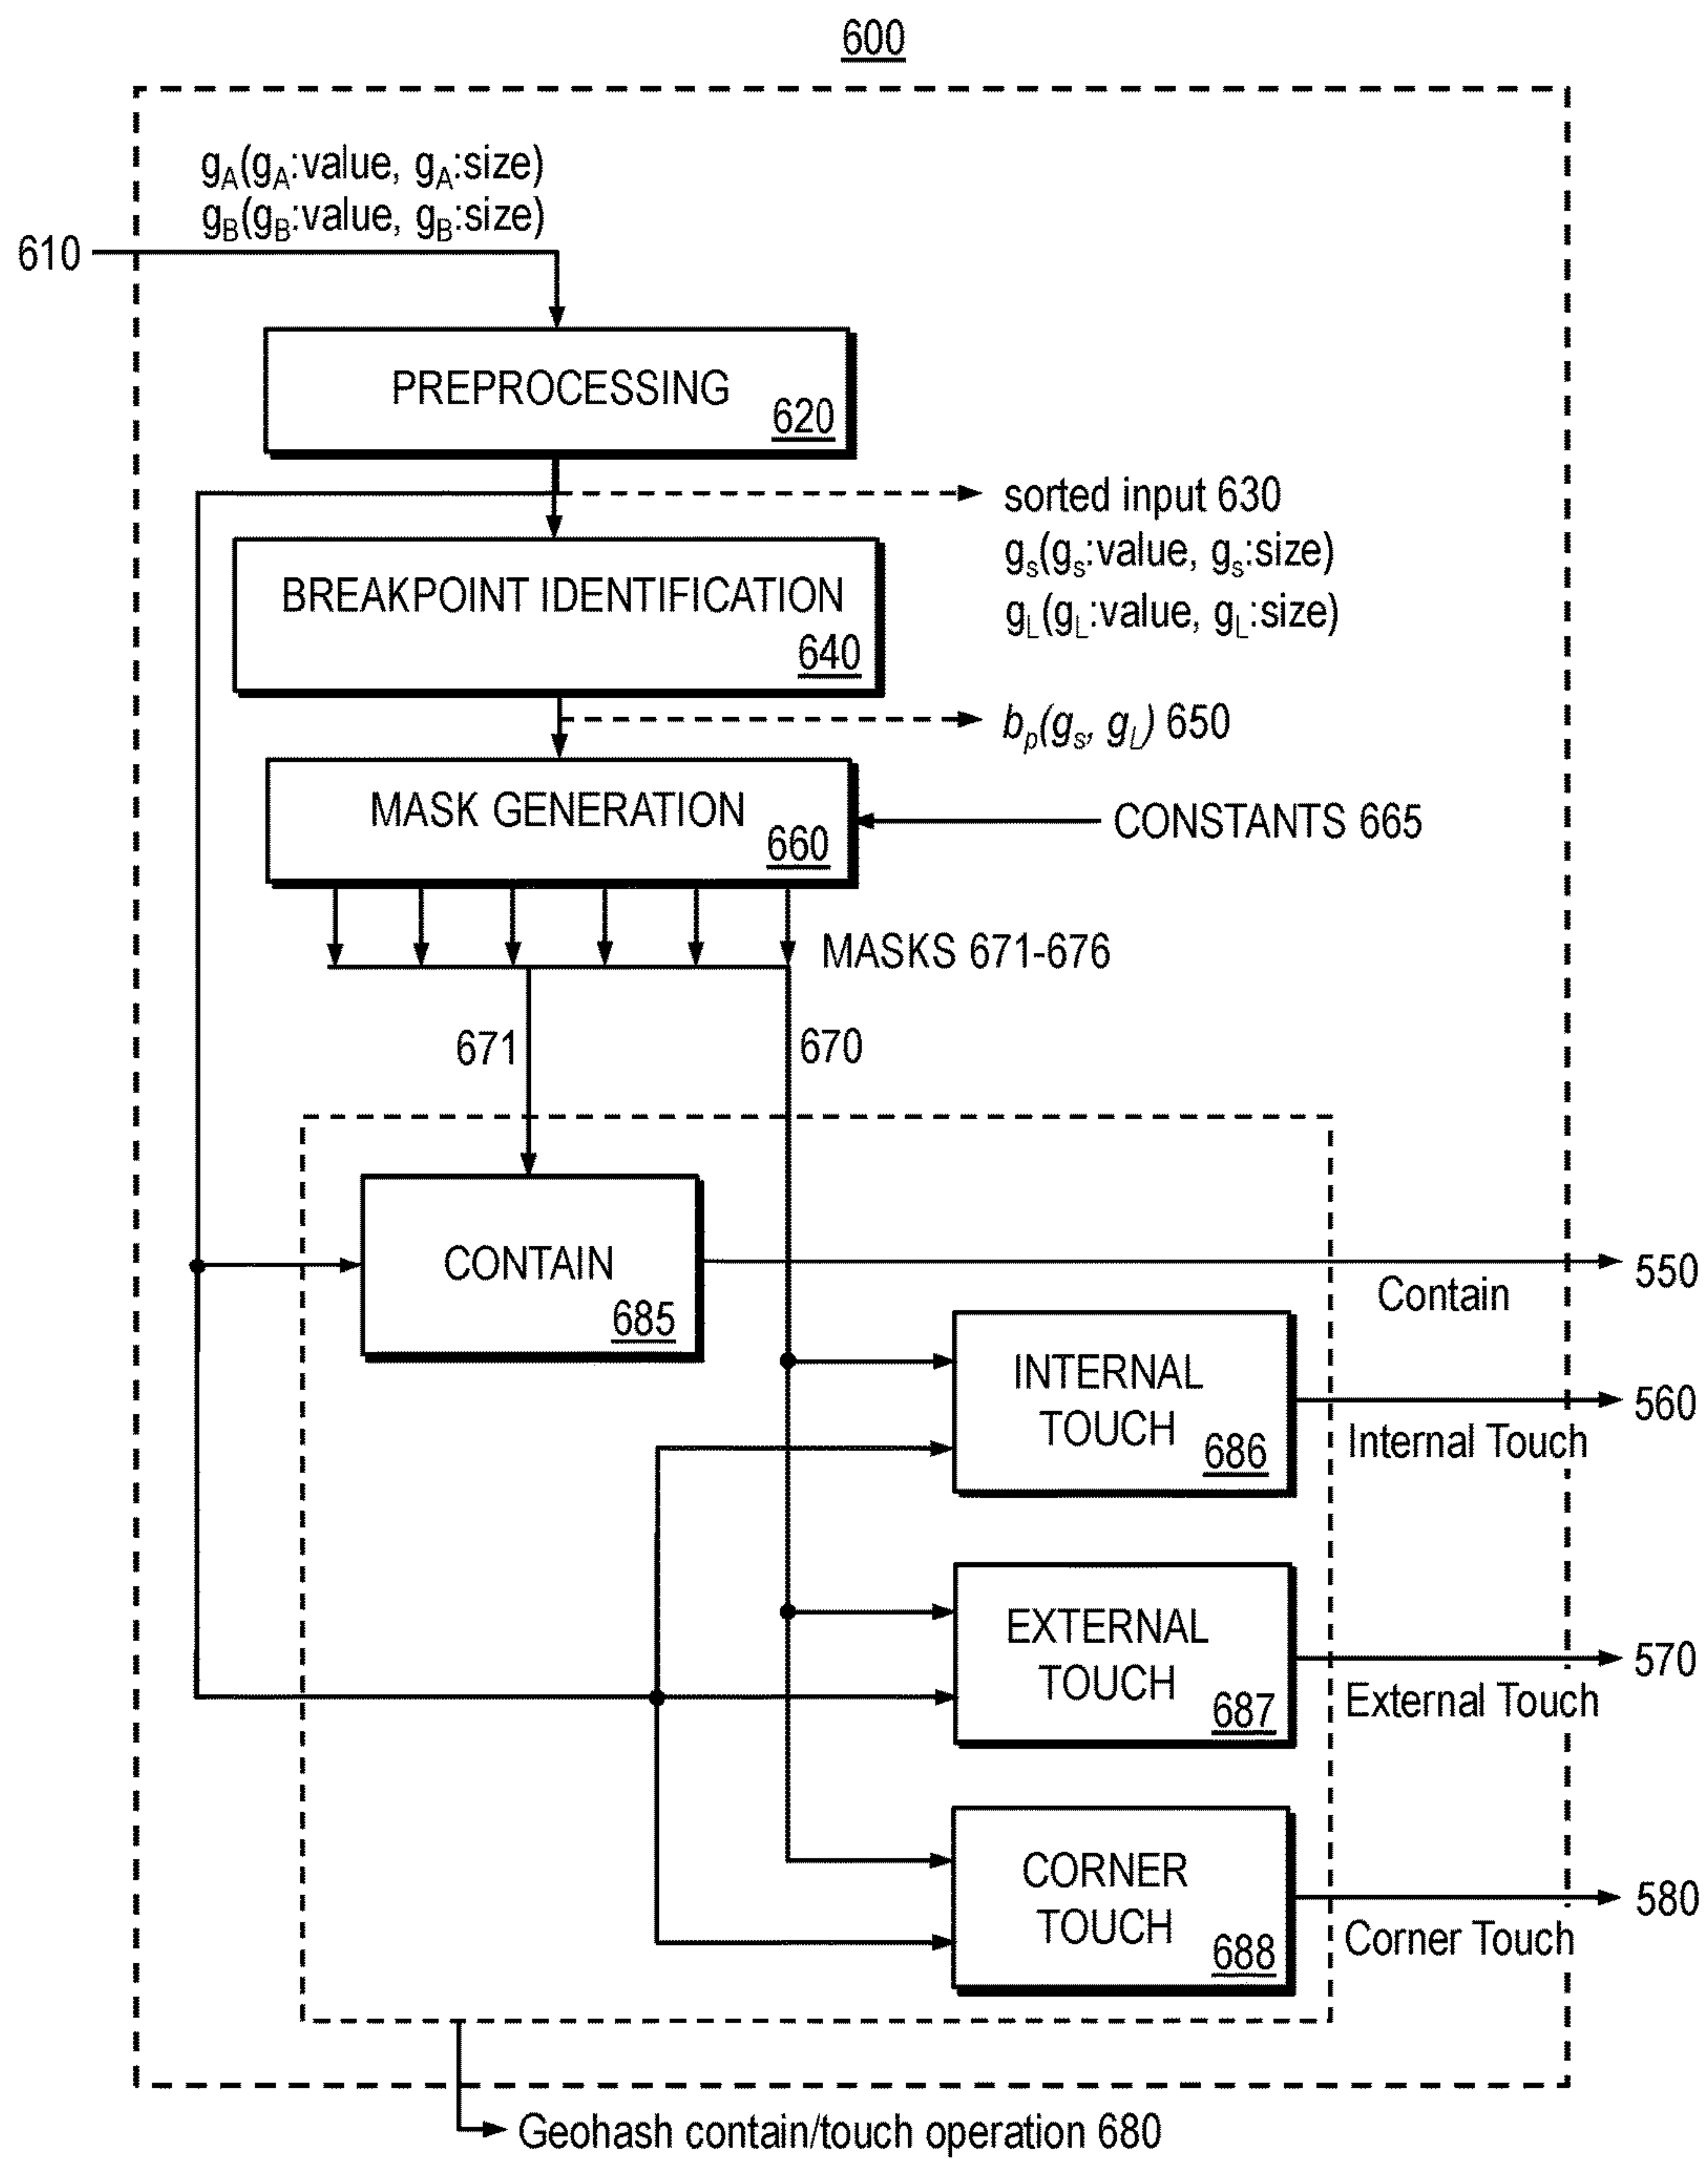 600
gA(gA:value, gA:size)
gB(gB:value, gB:size)
610
PREPROCESSING
620
sorted input 630
gs(gs:value, gs:size)
gL(gL:value, gL:size)
BREAKPOINT IDENTIFICATION
640
bp(gs, gL) 650
MASK GENERATION
660
CONSTANTS 665
MASKS 671-676
671
670
CONTAIN
685
550
Contain
INTERNAL
TOUCH
686
560
Internal Touch
EXTERNAL
TOUCH
687
570
External Touch
CORNER
TOUCH
688
580
Corner Touch
Geohash contain/touch operation 680